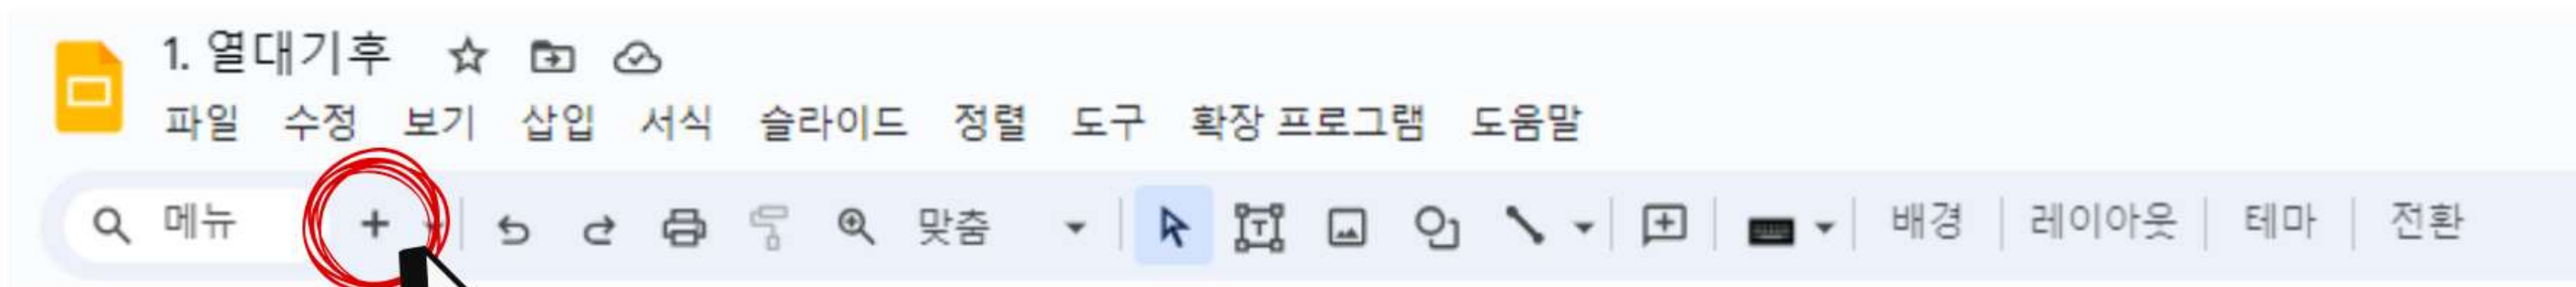 1. 열대기후
파일 수정 보기 삽입 서식 슬라이드 정렬 도구 확장 프로그램 도움말
메뉴 맞춤 배경 레이아웃 테마 전환